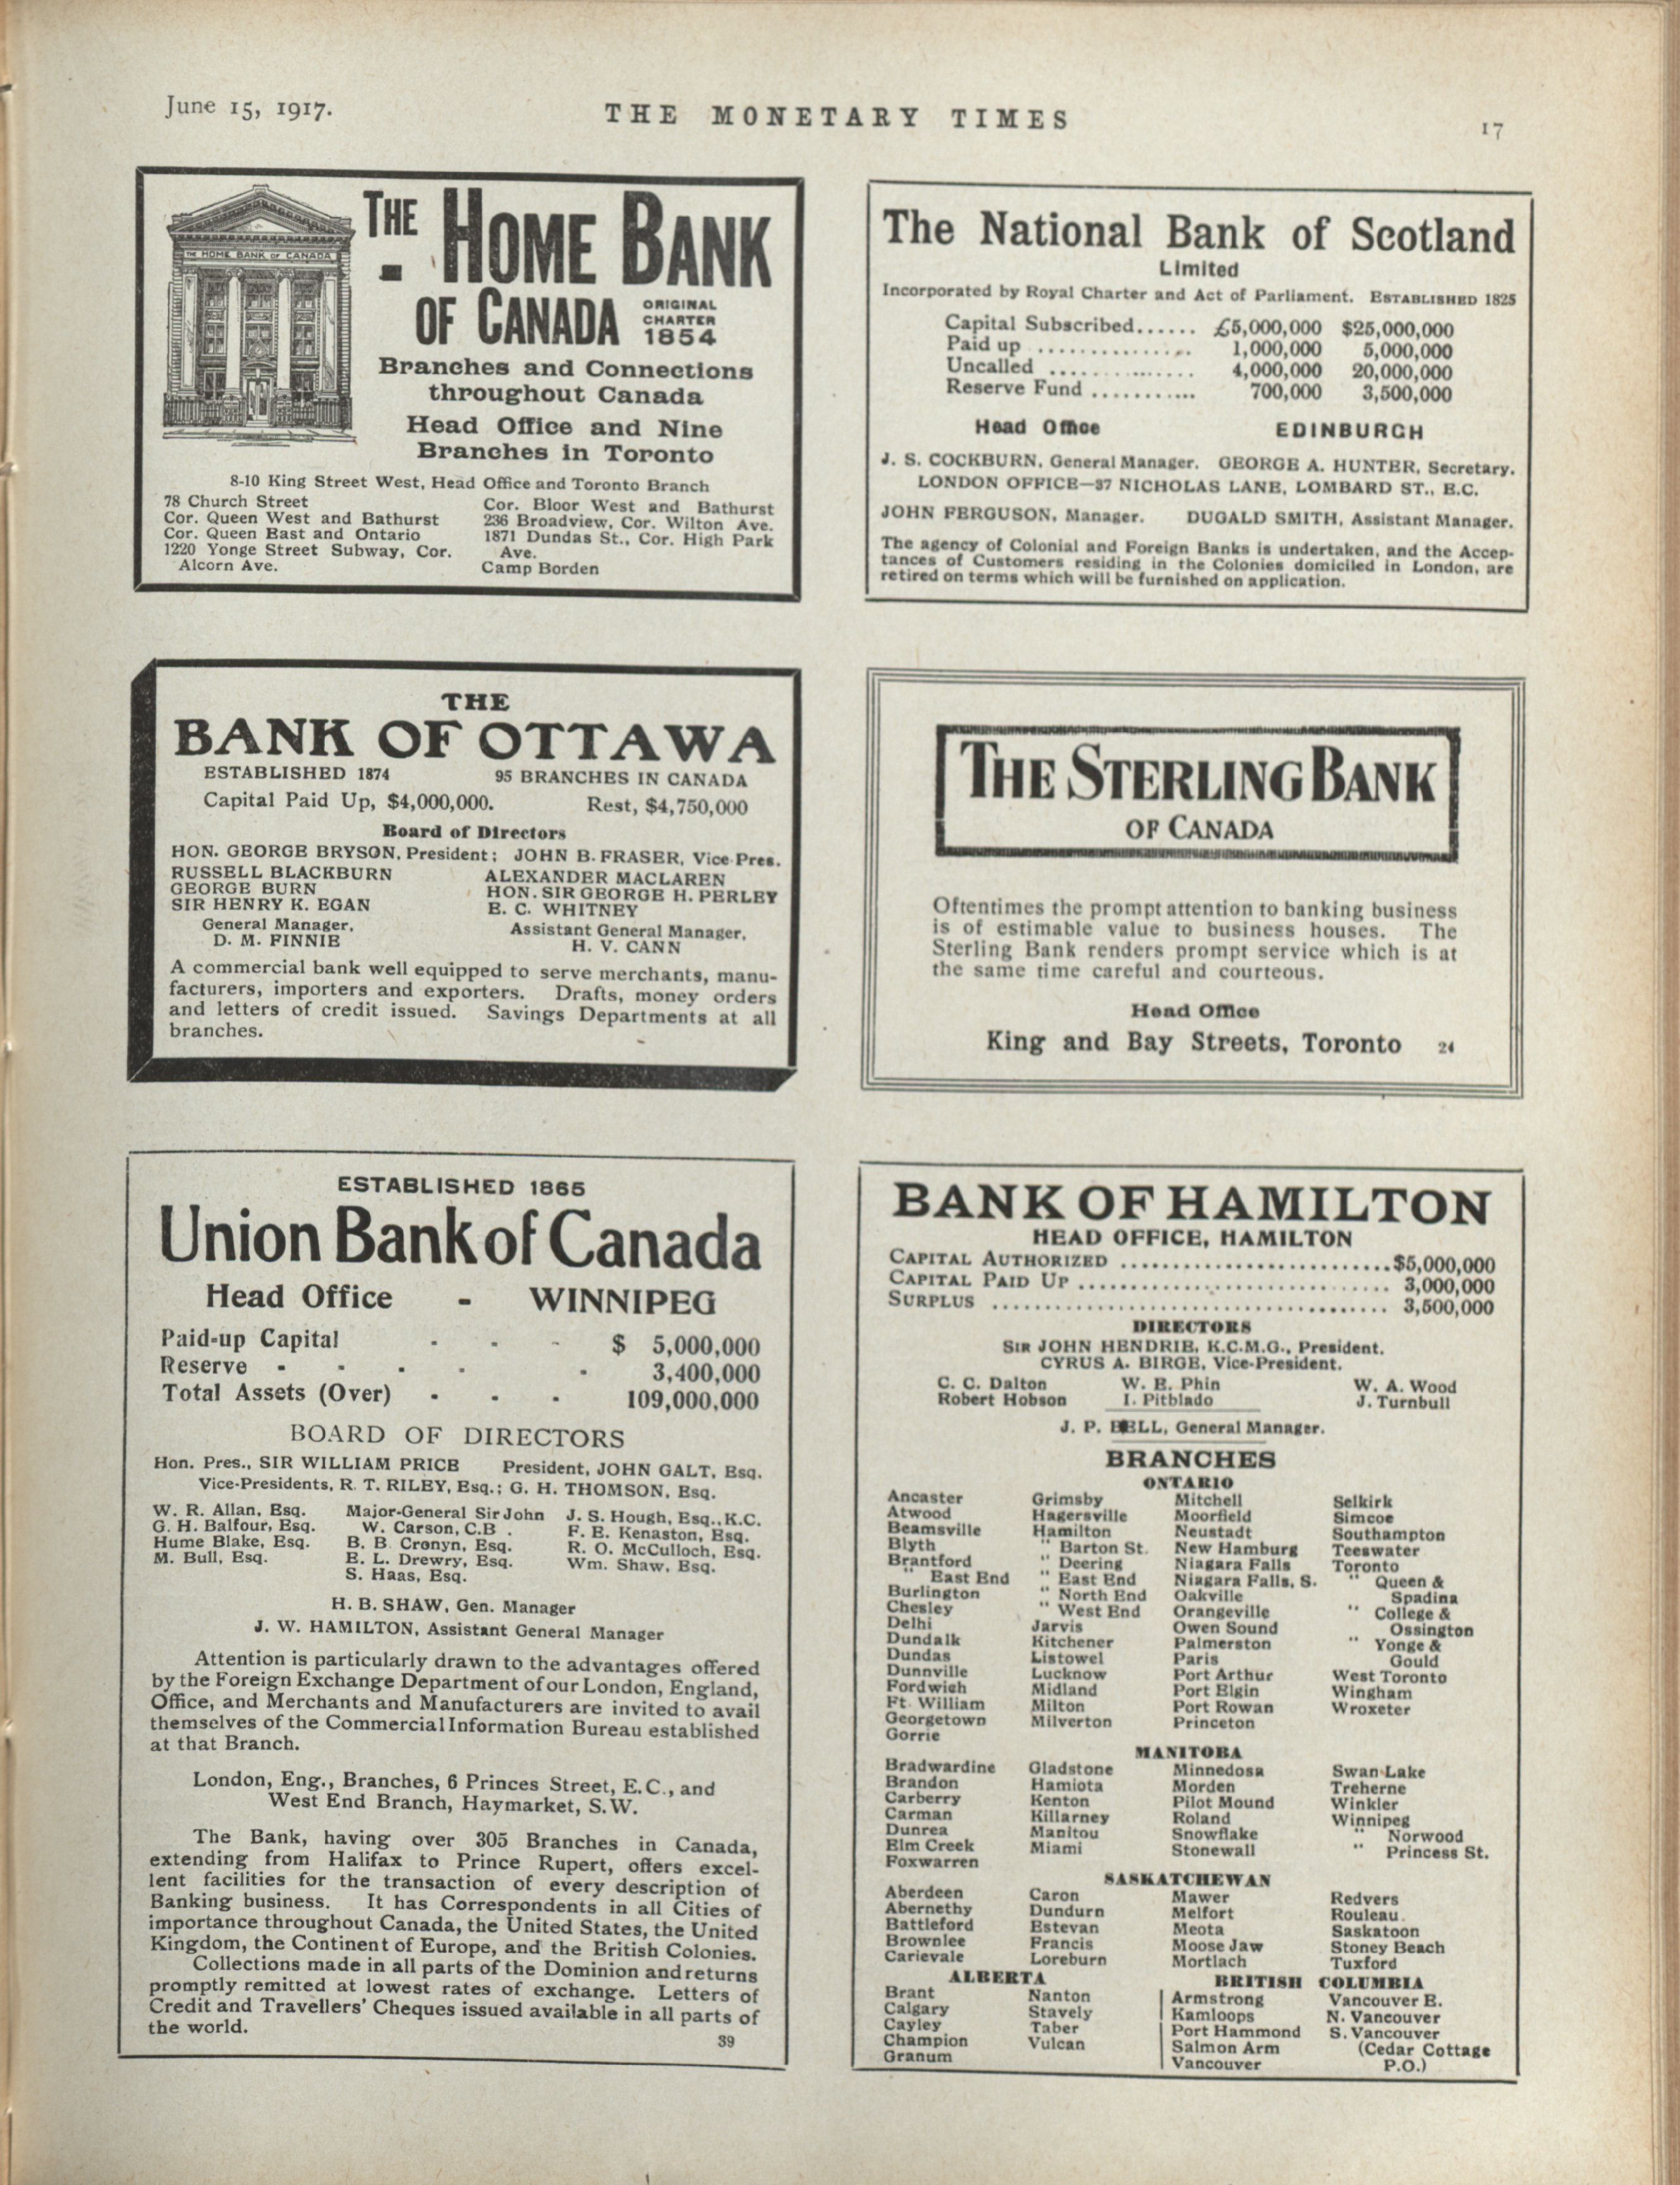 June 15, 1917.
THE MONETARY TIMES
17
THE HOME BANK OF CANADA
THE - HOME BANK
OF CANADA ORIGINAL CHARTER 1854
Branches and Connections
throughout Canada
Head Office and Nine
Branches in Toronto
8-10 King Street West, Head Office and Toronto Branch
78 Church Street
Cor. Queen West and Bathurst
Cor. Queen East and Ontario
1220 Yonge Street Subway, Cor.
Alcorn Ave.
Cor. Bloor West and Bathurst
236 Broadview, Cor. Wilton Ave.
1871 Dundas St., Cor. High Park
Ave.
Camp Borden
The National Bank of Scotland
Limited
Incorporated by Royal Charter and Act of Parliament. ESTABLISHED 1825
Capital Subscribed...... £5,000,000 $25,000,000
Paid up ............... 1,000,000 5,000,000
Uncalled ............... 4,000,000 20,000,000
Reserve Fund ........... 700,000 3,500,000
Head Office EDINBURGH
J. S. COCKBURN, General Manager. GEORGE A. HUNTER, Secretary.
LONDON OFFICE—37 NICHOLAS LANE, LOMBARD ST., E.C.
JOHN FERGUSON, Manager. DUGALD SMITH, Assistant Manager.
The agency of Colonial and Foreign Banks is undertaken, and the Accep-
tances of Customers residing in the Colonies domiciled in London, are
retired on terms which will be furnished on application.
THE
BANK OF OTTAWA
ESTABLISHED 1874 95 BRANCHES IN CANADA
Capital Paid Up, $4,000,000. Rest, $4,750,000
Board of Directors
HON. GEORGE BRYSON, President; JOHN B. FRASER, Vice-Pres.
RUSSELL BLACKBURN ALEXANDER MACLAREN
GEORGE BURN HON. SIR GEORGE H. PERLEY
SIR HENRY K. EGAN E. C. WHITNEY
General Manager, Assistant General Manager,
D. M. FINNIE H. V. CANN
A commercial bank well equipped to serve merchants, manu-
facturers, importers and exporters. Drafts, money orders
and letters of credit issued. Savings Departments at all
branches.
THE STERLING BANK
OF CANADA
Oftentimes the prompt attention to banking business
is of estimable value to business houses. The
Sterling Bank renders prompt service which is at
the same time careful and courteous.
Head Office
King and Bay Streets, Toronto 24
ESTABLISHED 1865
Union Bank of Canada
Head Office - WINNIPEG
Paid-up Capital - - - $ 5,000,000
Reserve - - - - - 3,400,000
Total Assets (Over) - - - 109,000,000
BOARD OF DIRECTORS
Hon. Pres., SIR WILLIAM PRICE President, JOHN GALT, Esq.
Vice-Presidents, R. T. RILEY, Esq.; G. H. THOMSON, Esq.
W. R. Allan, Esq.
G. H. Balfour, Esq.
Hume Blake, Esq.
M. Bull, Esq.
Major-General Sir John
W. Carson, C.B.
B. B. Cronyn, Esq.
E. L. Drewry, Esq.
S. Haas, Esq.
J. S. Hough, Esq., K.C.
F. E. Kenaston, Esq.
R. O. McCulloch, Esq.
Wm. Shaw, Esq.
H. B. SHAW, Gen. Manager
J. W. HAMILTON, Assistant General Manager
Attention is particularly drawn to the advantages offered
by the Foreign Exchange Department of our London, England,
Office, and Merchants and Manufacturers are invited to avail
themselves of the Commercial Information Bureau established
at that Branch.
London, Eng., Branches, 6 Princes Street, E.C., and
West End Branch, Haymarket, S.W.
The Bank, having over 305 Branches in Canada,
extending from Halifax to Prince Rupert, offers excel-
lent facilities for the transaction of every description of
Banking business. It has Correspondents in all Cities of
importance throughout Canada, the United States, the United
Kingdom, the Continent of Europe, and the British Colonies.
Collections made in all parts of the Dominion and returns
promptly remitted at lowest rates of exchange. Letters of
Credit and Travellers' Cheques issued available in all parts of
the world.
39
BANK OF HAMILTON
HEAD OFFICE, HAMILTON
CAPITAL AUTHORIZED ........................ $5,000,000
CAPITAL PAID UP ............................ 3,000,000
SURPLUS .................................... 3,500,000
DIRECTORS
SIR JOHN HENDRIE, K.C.M.G., President.
CYRUS A. BIRGE, Vice-President.
C. C. Dalton W. E. Phin W. A. Wood
Robert Hobson I. Pitblado J. Turnbull
J. P. BELL, General Manager.
BRANCHES
ONTARIO
Ancaster
Atwood
Beamsville
Blyth
Brantford
" East End
Burlington
Chesley
Delhi
Dundalk
Dundas
Dunnville
Fordwich
Ft. William
Georgetown
Gorrie
Grimsby
Hagersville
Hamilton
" Barton St.
" Deering
" East End
" North End
" West End
Jarvis
Kitchener
Listowel
Lucknow
Midland
Milton
Milverton
Mitchell
Moorfield
Neustadt
New Hamburg
Niagara Falls
Niagara Falls, S.
Oakville
Orangeville
Owen Sound
Palmerston
Paris
Port Arthur
Port Elgin
Port Rowan
Princeton
Selkirk
Simcoe
Southampton
Teeswater
Toronto
" Queen &
Spadina
" College &
Ossington
" Yonge &
Gould
West Toronto
Wingham
Wroxeter
MANITOBA
Bradwardine
Brandon
Carberry
Carman
Dunrea
Elm Creek
Foxwarren
Gladstone
Hamiota
Kenton
Killarney
Manitou
Miami
Minnedosa
Morden
Pilot Mound
Roland
Snowflake
Stonewall
Swan Lake
Treherne
Winkler
Winnipeg
" Norwood
" Princess St.
SASKATCHEWAN
Aberdeen
Abernethy
Battleford
Brownlee
Carievale
Caron
Dundurn
Estevan
Francis
Loreburn
Mawer
Melfort
Meota
Moose Jaw
Mortlach
Redvers
Rouleau
Saskatoon
Stoney Beach
Tuxford
ALBERTA
Brant
Calgary
Cayley
Champion
Granum
Nanton
Stavely
Taber
Vulcan
BRITISH COLUMBIA
Armstrong
Kamloops
Port Hammond
Salmon Arm
Vancouver
Vancouver E.
N. Vancouver
S. Vancouver
(Cedar Cottage
P.O.)